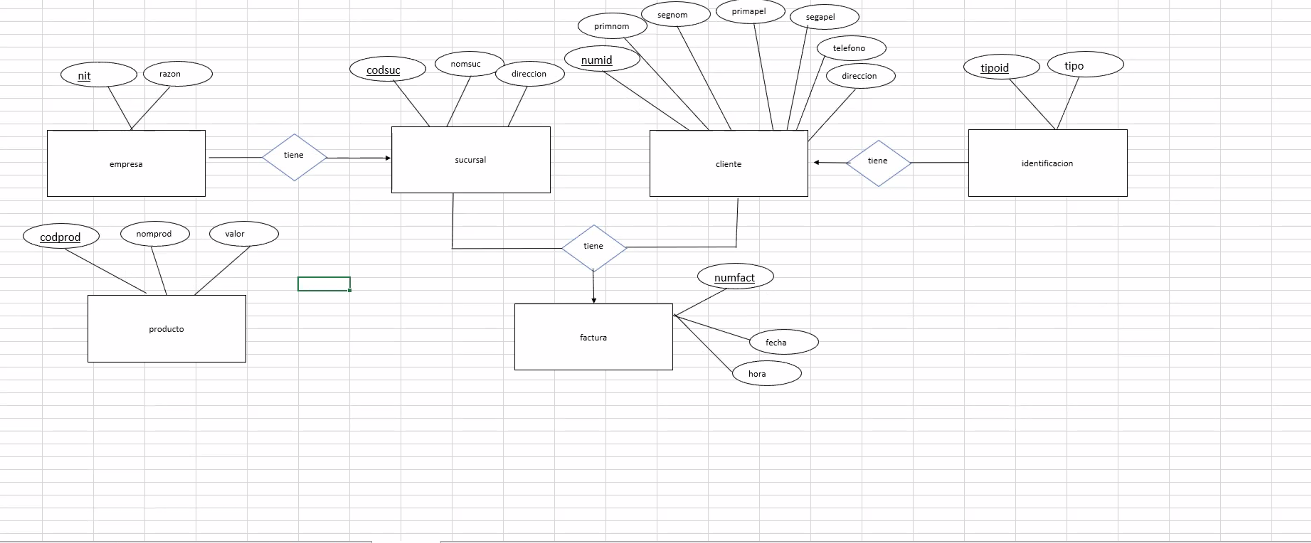 primnom
segnom
primapel
segapel
nit
razon
codsuc
nomsuc
direccion
numid
telefono
direccion
tipoid
tipo
empresa
tiene
sucursal
cliente
tiene
identificacion
codprod
nomprod
valor
tiene
numfact
producto
factura
fecha
hora